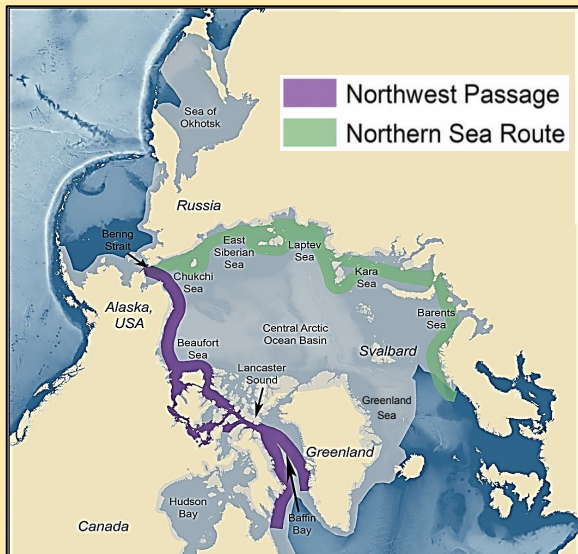 Sea of
Okhotsk
Northwest Passage
Northern Sea Route
Russia
Bering
Strait
East
Siberian
Sea
Laptev
Sea
Chukchi
Sea
Kara
Sea
Alaska,
USA
Barents
Sea
Beaufort
Sea
Central Arctic
Ocean Basin
Svalbard
Lancaster
Sound
Greenland
Sea
Greenland
Hudson
Bay
Baffin
Bay
Canada